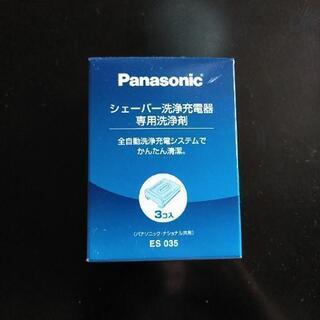 Panasonic
シェーバー洗浄充電器
専用洗浄剤
全自動洗浄充電システムで
かんたん清潔。
3コ入
(パナソニック・ナショナル共用)
ES 035